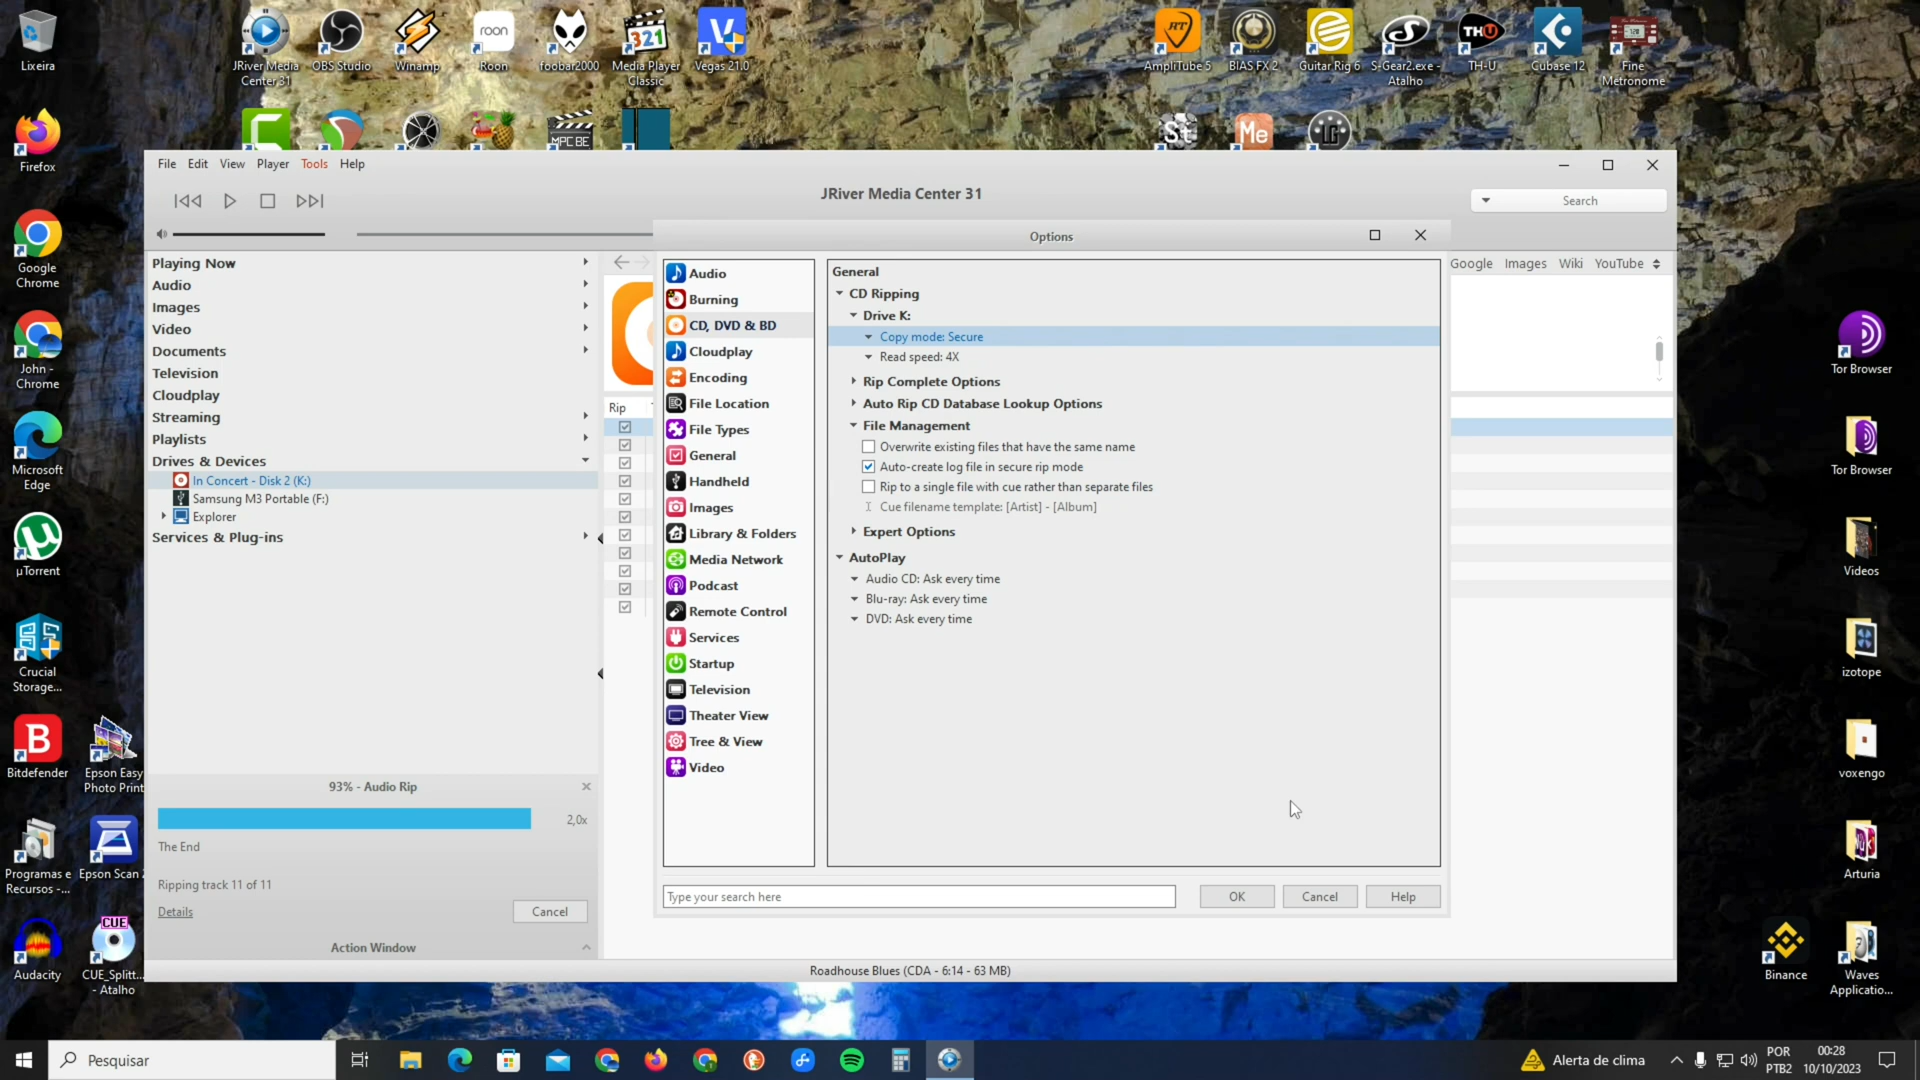 Lixeira
JRiver Media
Center 31
OBS Studio
Winamp
roon
Roon
foobar2000
321
Media Player
Classic
Vegas 21.0
AmpliTube 5
BIAS FX 2
Guitar Rig 6
S-Gear2.exe -
Atalho
THU
TH-U
Cubase 12
Fine
Metronome
MPC BE
St
Me
Firefox
Google
Chrome
John -
Chrome
Microsoft
Edge
µTorrent
Crucial
Storage...
Bitdefender
Epson Easy
Photo Print
Programas e
Recursos -...
Epson Scan 2
Audacity
CUE
CUE_Splitt...
- Atalho
File Edit View Player Tools Help
JRiver Media Center 31
Search
Options
Playing Now
Audio
Images
Video
Documents
Television
Cloudplay
Streaming
Playlists
Drives & Devices
In Concert - Disk 2 (K:)
Samsung M3 Portable (F:)
Explorer
Services & Plug-ins
93% - Audio Rip
2,0x
The End
Ripping track 11 of 11
Details
Cancel
Action Window
Rip
Audio
Burning
CD, DVD & BD
Cloudplay
Encoding
File Location
File Types
General
Handheld
Images
Library & Folders
Media Network
Podcast
Remote Control
Services
Startup
Television
Theater View
Tree & View
Video
General
CD Ripping
Drive K:
Copy mode: Secure
Read speed: 4X
Rip Complete Options
Auto Rip CD Database Lookup Options
File Management
Overwrite existing files that have the same name
Auto-create log file in secure rip mode
Rip to a single file with cue rather than separate files
Cue filename template: [Artist] - [Album]
Expert Options
AutoPlay
Audio CD: Ask every time
Blu-ray: Ask every time
DVD: Ask every time
Type your search here
OK
Cancel
Help
Google Images Wiki YouTube
Roadhouse Blues (CDA - 6:14 - 63 MB)
Tor Browser
Tor Browser
Videos
izotope
voxengo
Arturia
Binance
Waves
Applicatio...
Pesquisar
Alerta de clima
POR
PTB2
00:28
10/10/2023